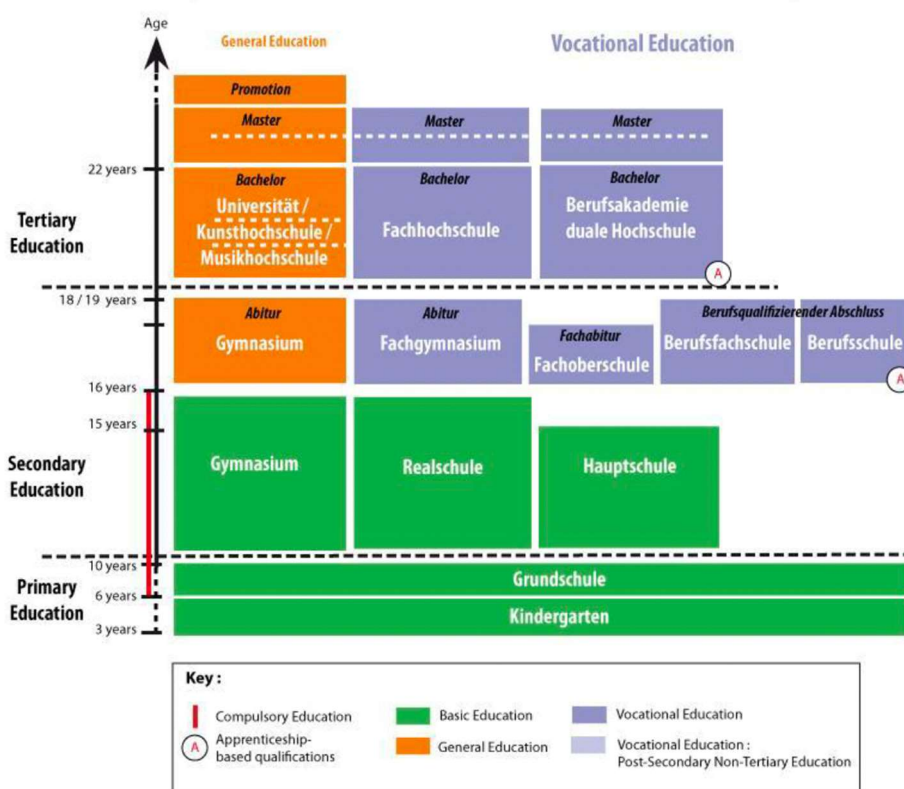 Age
General Education
Vocational Education
Promotion
Master
Master
Master
22 years
Bachelor
Bachelor
Bachelor
Universität /
Kunsthochschule /
Musikhochschule
Fachhochschule
Berufsakademie
duale Hochschule
Tertiary
Education
A
18 / 19 years
Abitur
Gymnasium
Abitur
Fachgymnasium
Fachabitur
Fachoberschule
Berufsqualifizierender Abschluss
Berufsfachschule
Berufsschule
A
16 years
15 years
Secondary
Education
Gymnasium
Realschule
Hauptschule
10 years
Grundschule
Primary
Education
6 years
Kindergarten
3 years
Key :
Compulsory Education
Basic Education
Vocational Education
A
Apprenticeship-
based qualifications
General Education
Vocational Education :
Post-Secondary Non-Tertiary Education